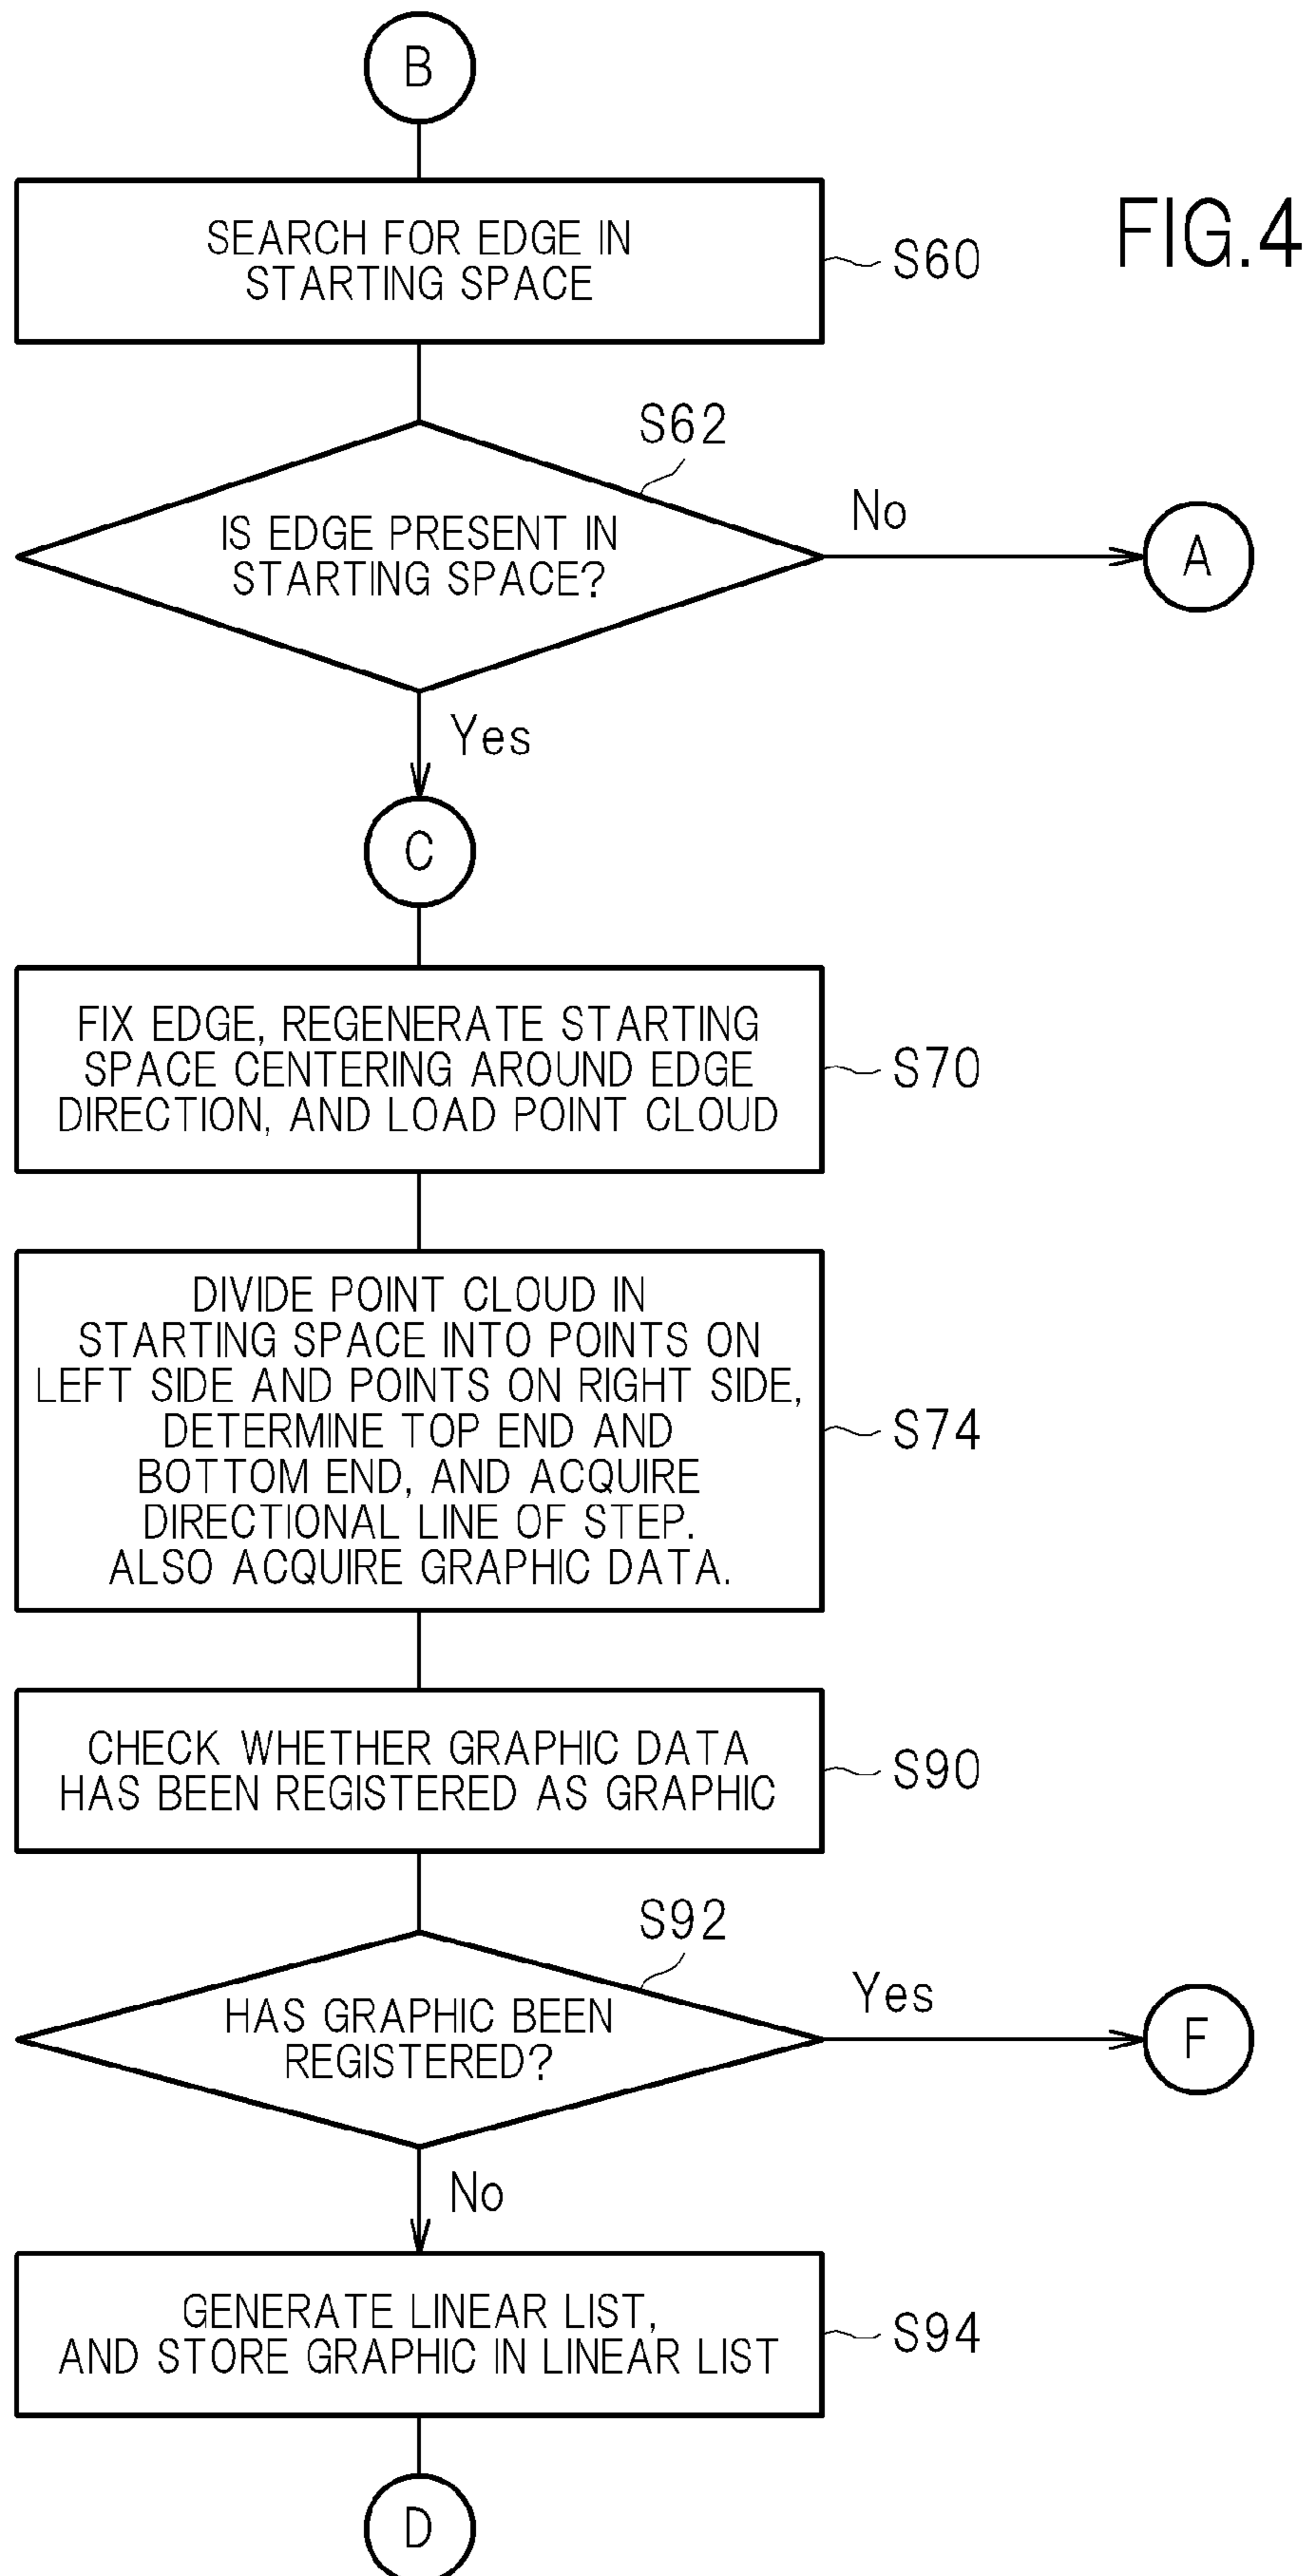 B
FIG.4
SEARCH FOR EDGE IN
STARTING SPACE
S60
S62
IS EDGE PRESENT IN
STARTING SPACE?
No
A
Yes
C
FIX EDGE, REGENERATE STARTING
SPACE CENTERING AROUND EDGE
DIRECTION, AND LOAD POINT CLOUD
S70
DIVIDE POINT CLOUD IN
STARTING SPACE INTO POINTS ON
LEFT SIDE AND POINTS ON RIGHT SIDE,
DETERMINE TOP END AND
BOTTOM END, AND ACQUIRE
DIRECTIONAL LINE OF STEP.
ALSO ACQUIRE GRAPHIC DATA.
S74
CHECK WHETHER GRAPHIC DATA
HAS BEEN REGISTERED AS GRAPHIC
S90
S92
HAS GRAPHIC BEEN
REGISTERED?
Yes
F
No
GENERATE LINEAR LIST,
AND STORE GRAPHIC IN LINEAR LIST
S94
D